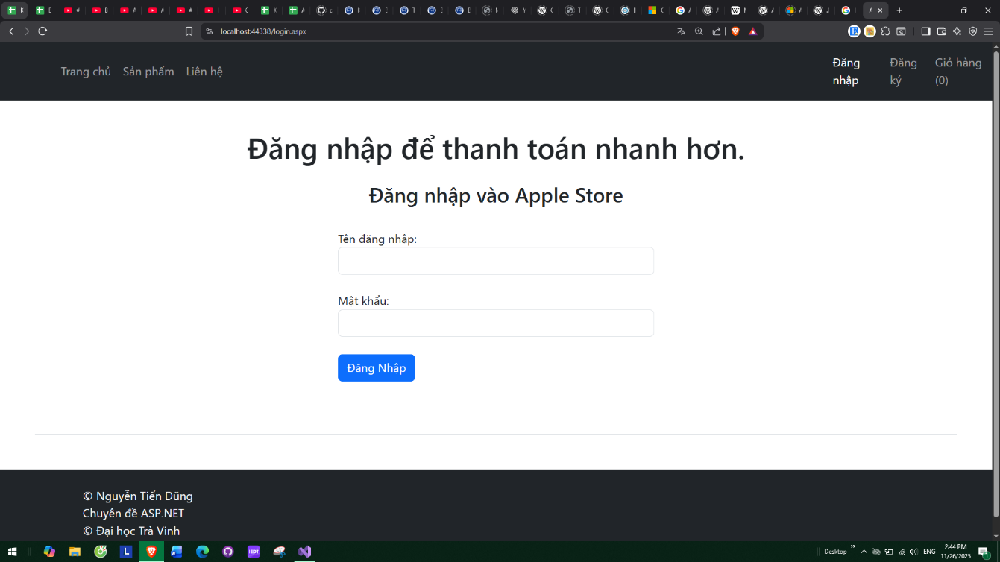 localhost:44338/login.aspx
Trang chủ Sản phẩm Liên hệ
Đăng nhập
Đăng ký
Giỏ hàng (0)
Đăng nhập để thanh toán nhanh hơn.
Đăng nhập vào Apple Store
Tên đăng nhập:
Mật khẩu:
Đăng Nhập
© Nguyễn Tiến Dũng
Chuyên đề ASP.NET
© Đại học Trà Vinh
Desktop
ENG
2:44 PM
11/26/2025